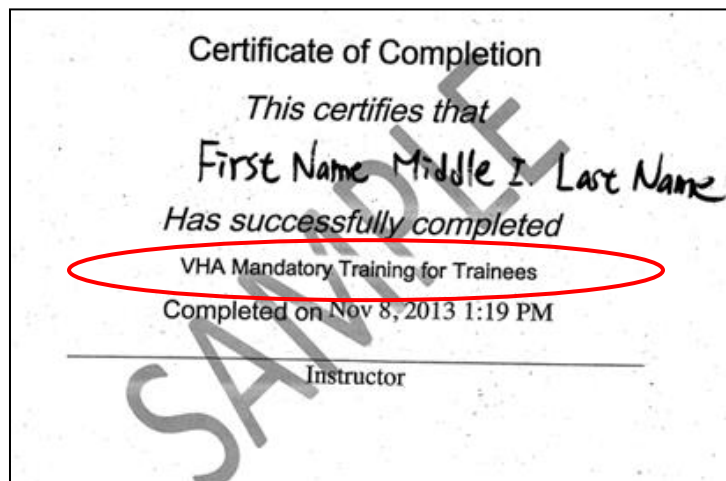 Certificate of Completion
This certifies that
First Name Middle I. Last Name
Has successfully completed
VHA Mandatory Training for Trainees
Completed on Nov 8, 2013 1:19 PM
Instructor
SAMPLE